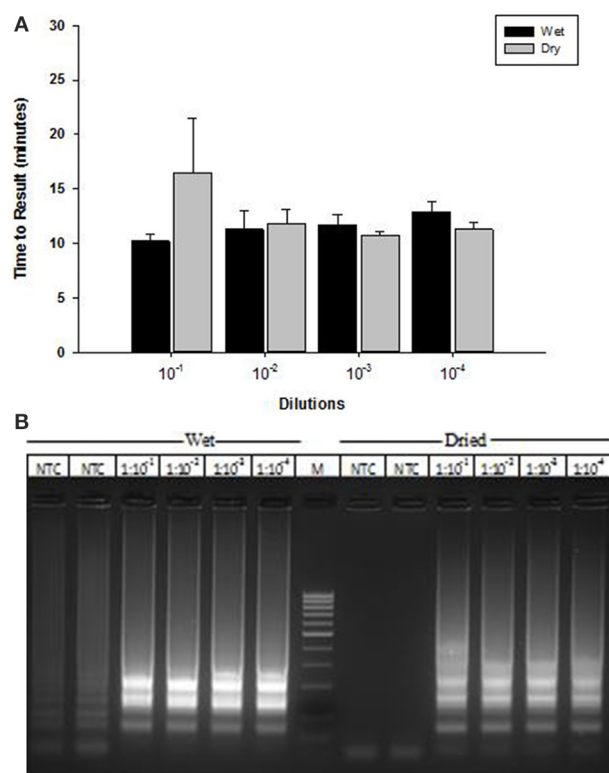 A
30
25
20
15
10
5
0
Time to Result (minutes)
Wet
Dry
10⁻¹
10⁻²
10⁻³
10⁻⁴
Dilutions
B
Wet
Dried
NTC NTC 1:10⁻¹ 1:10⁻² 1:10⁻³ 1:10⁻⁴ M NTC NTC 1:10⁻¹ 1:10⁻² 1:10⁻³ 1:10⁻⁴